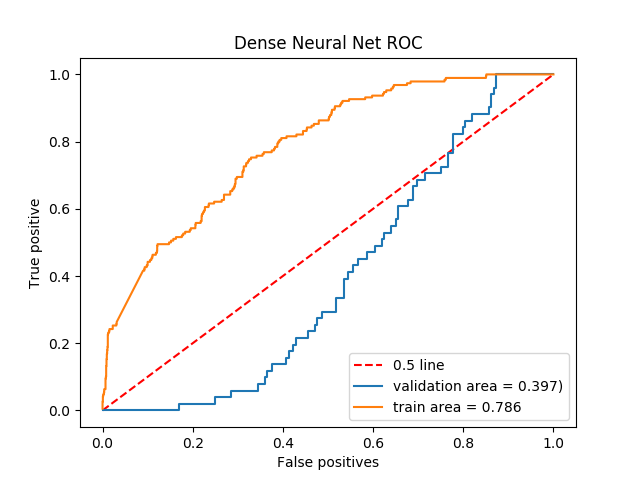 Dense Neural Net ROC
True positive
1.0
0.8
0.6
0.4
0.2
0.0
0.5 line
validation area = 0.397)
train area = 0.786
0.0 0.2 0.4 0.6 0.8 1.0
False positives